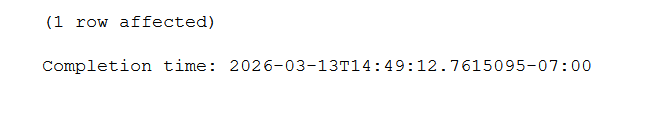 (1 row affected)
Completion time: 2026-03-13T14:49:12.7615095-07:00